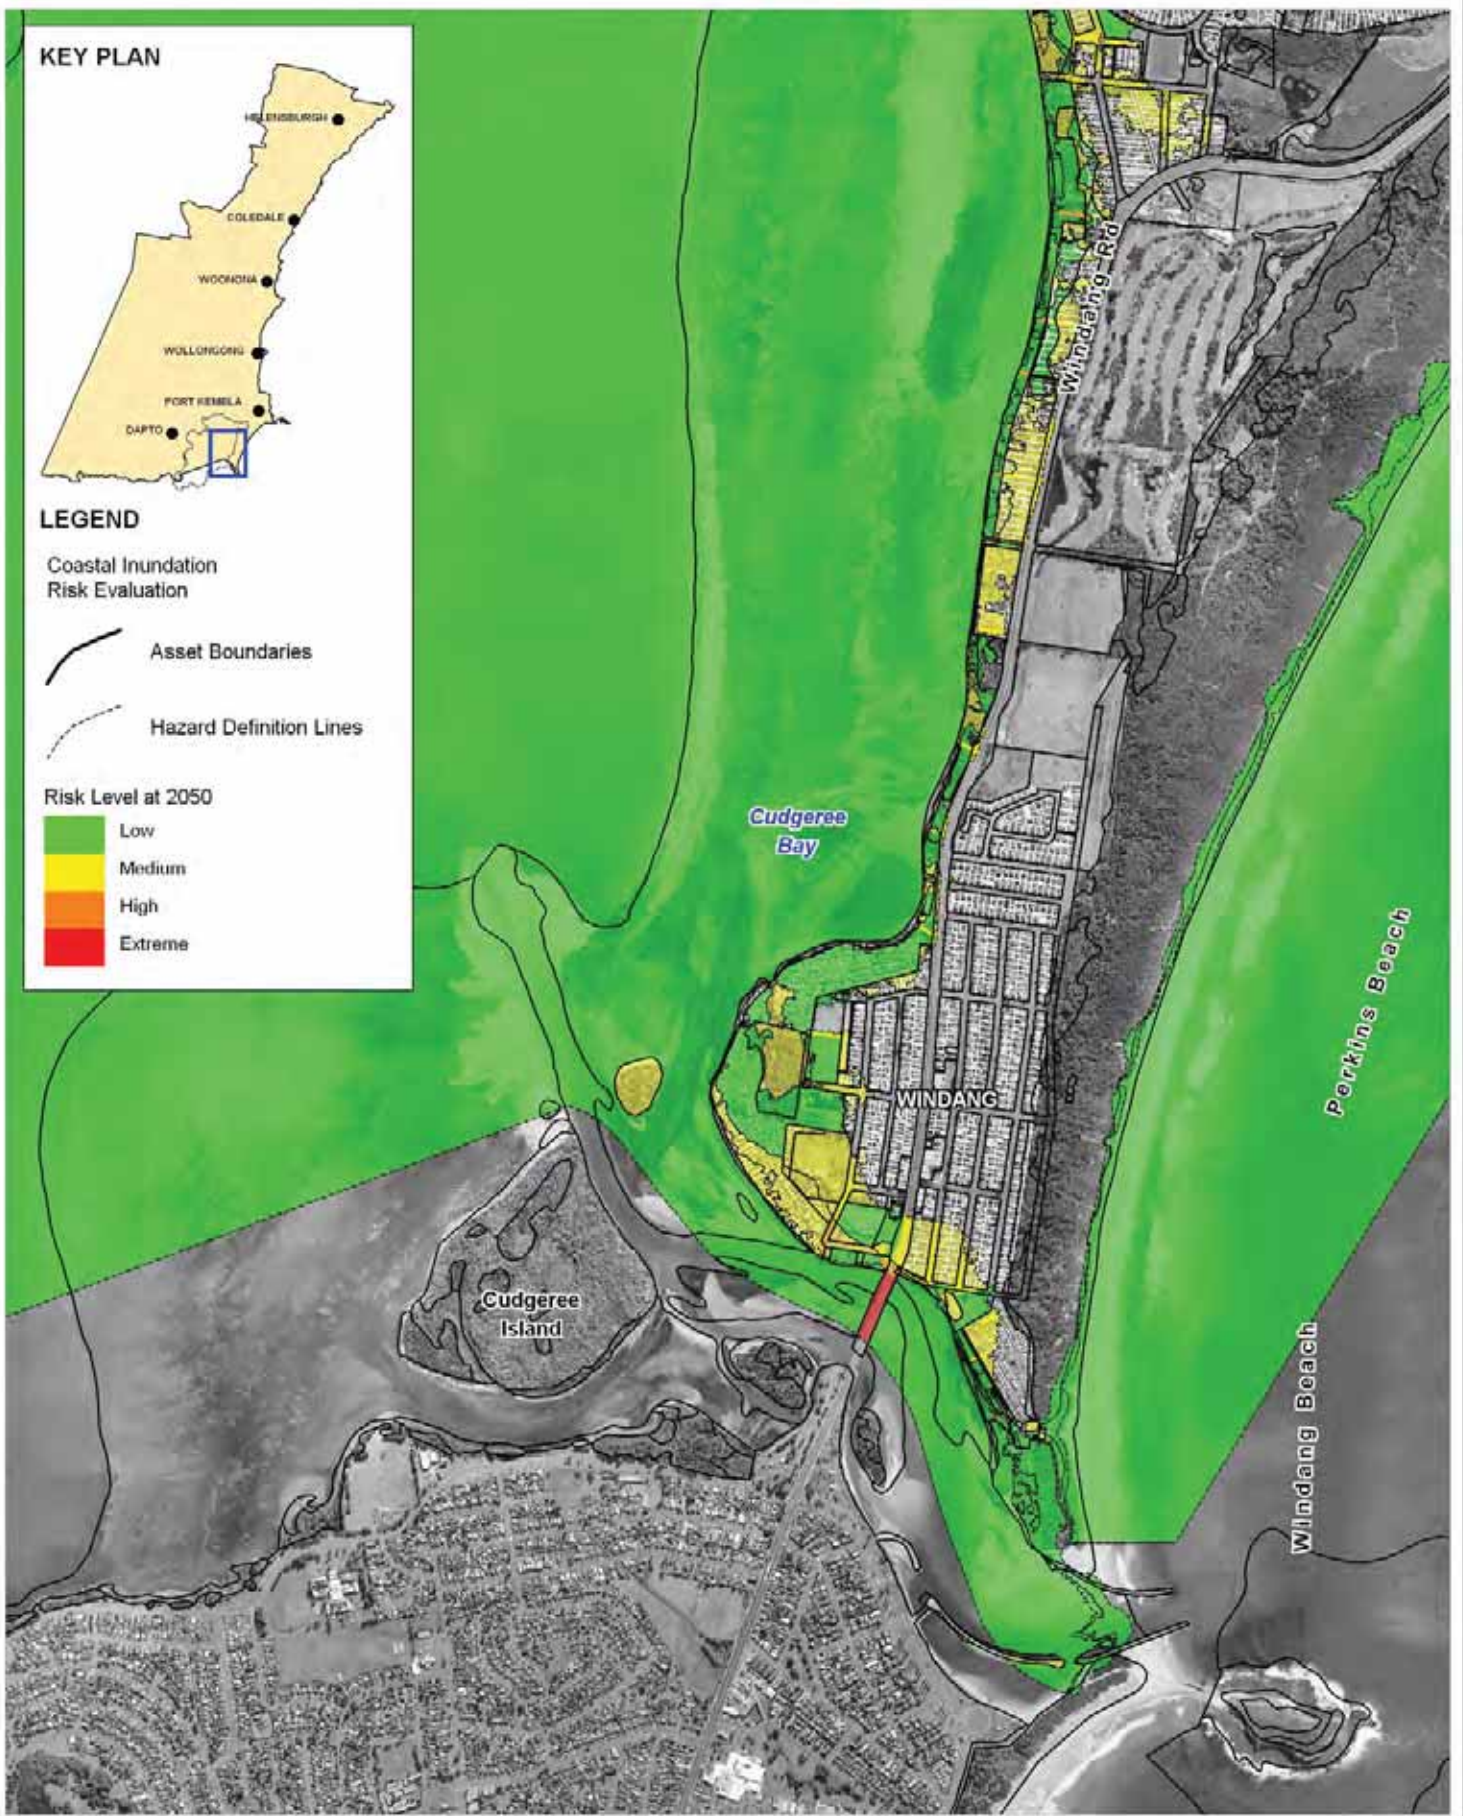 KEY PLAN
HELENSBURGH
COLEDALE
WOONONA
WOLLONGONG
PORT KEMBLA
DAPTO
LEGEND
Coastal Inundation
Risk Evaluation
Asset Boundaries
Hazard Definition Lines
Risk Level at 2050
Low
Medium
High
Extreme
Windang Rd
Cudgeree
Bay
Perkins Beach
WINDANG
Cudgeree
Island
Windang Beach